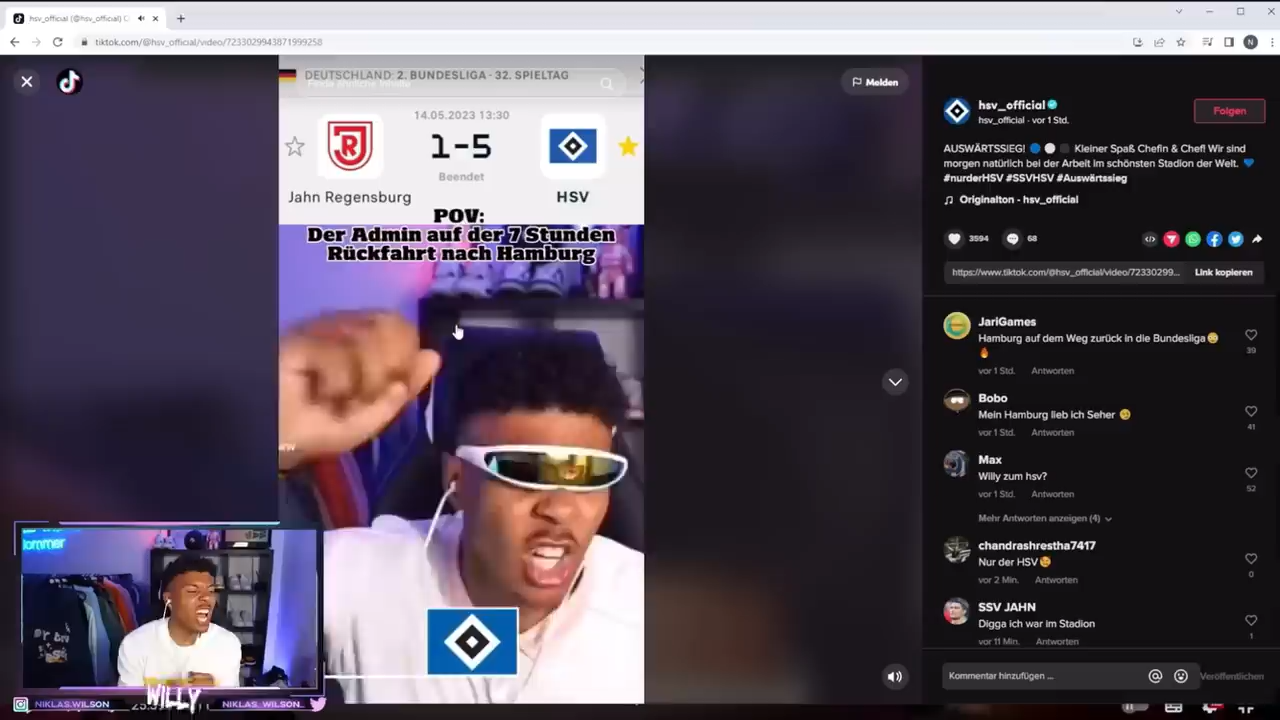 hsv_official (@hsv_official)
tiktok.com/@hsv_official/video/7233029943871999258
N
DEUTSCHLAND: 2. BUNDESLIGA - 32. SPIELTAG
Melden
14.05.2023 13:30
1-5
Beendet
Jahn Regensburg
HSV
POV:
Der Admin auf der 7 Stunden
Rückfahrt nach Hamburg
hsv_official
hsv_official · vor 1 Std.
Folgen
AUSWÄRTSSIEG! 🔵 ⚪ ⚫ Kleiner Spaß Chefin & Chef! Wir sind
morgen natürlich bei der Arbeit im schönsten Stadion der Welt. 💙
#nurderHSV #SSVHSV #Auswärtssieg
Originalton - hsv_official
3594
68
https://www.tiktok.com/@hsv_official/video/72330299...
Link kopieren
JariGames
Hamburg auf dem Weg zurück in die Bundesliga
39
vor 1 Std. Antworten
Bobo
Mein Hamburg lieb ich Seher
41
vor 1 Std. Antworten
Max
Willy zum hsv?
52
vor 1 Std. Antworten
Mehr Antworten anzeigen (4)
chandrashrestha7417
Nur der HSV
0
vor 2 Min. Antworten
SSV JAHN
Digga ich war im Stadion
1
vor 11 Min. Antworten
Kommentar hinzufügen ...
Veröffentlichen
WILLY
NIKLAS.WILSON
NIKLAS_WILSON_